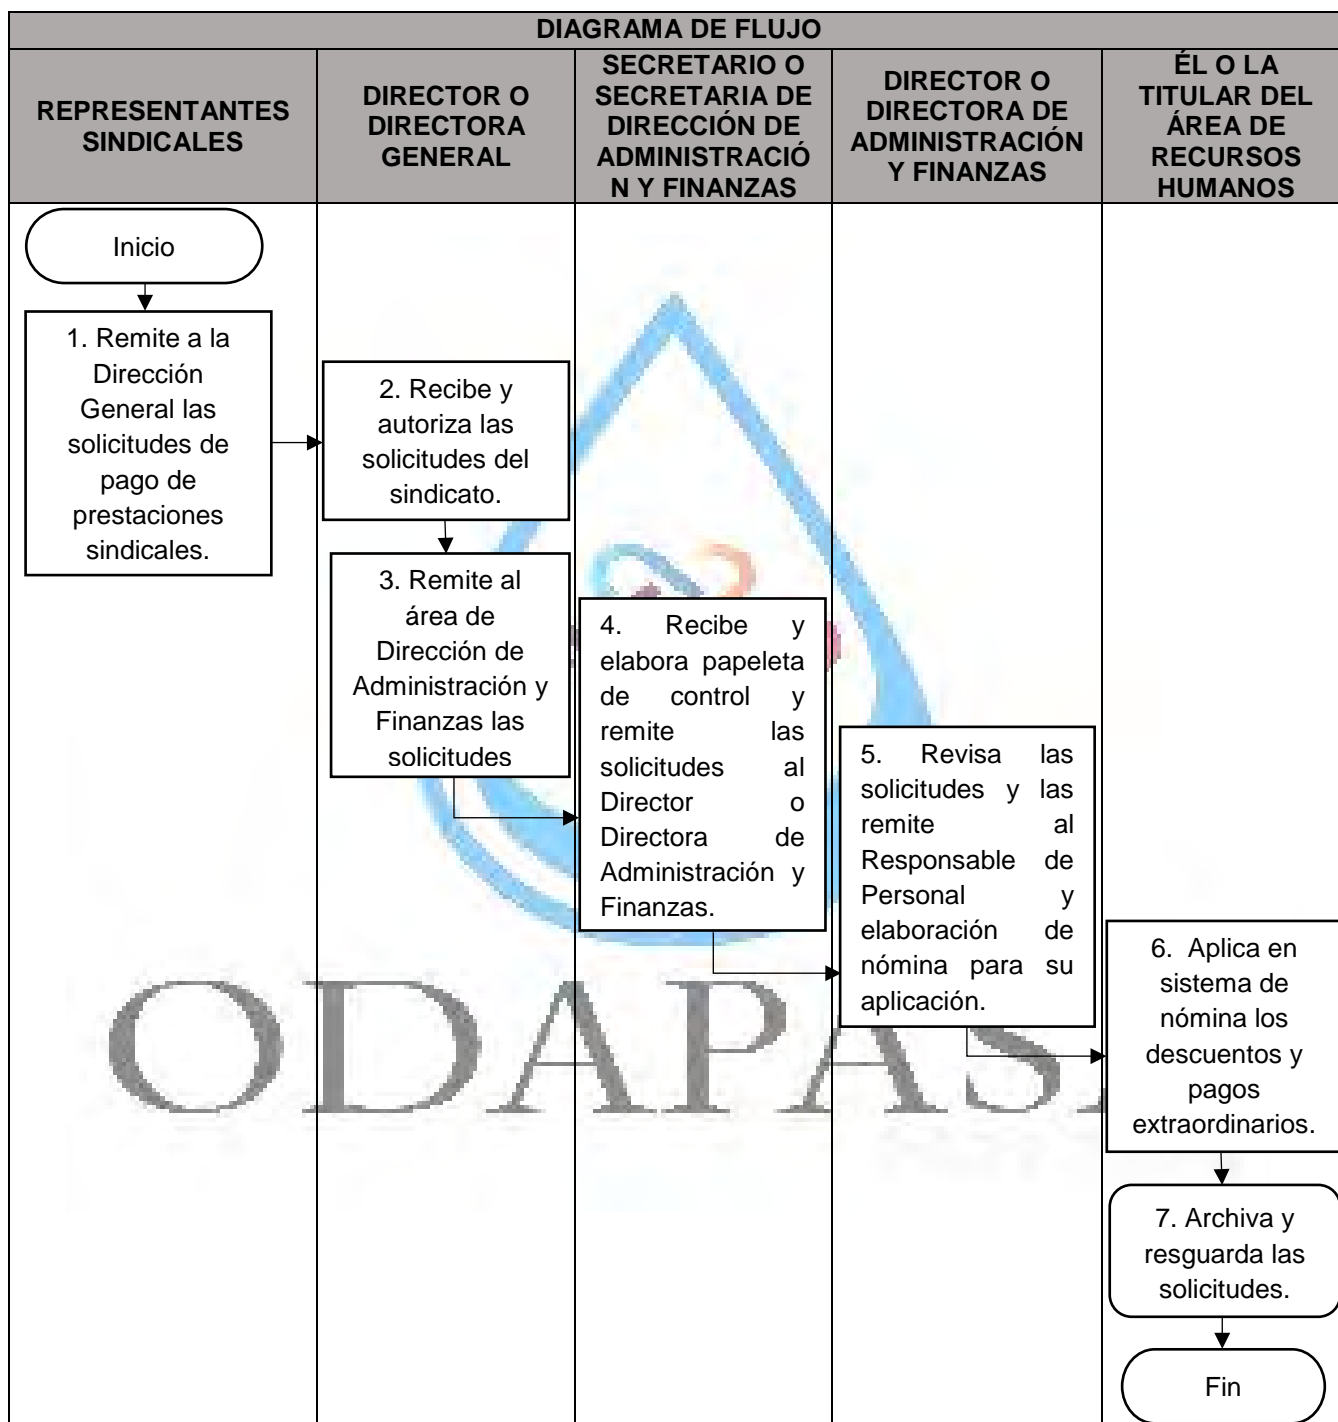 DIAGRAMA DE FLUJO
REPRESENTANTES
SINDICALES
DIRECTOR O
DIRECTORA
GENERAL
SECRETARIO O
SECRETARIA DE
DIRECCIÓN DE
ADMINISTRACIÓ
N Y FINANZAS
DIRECTOR O
DIRECTORA DE
ADMINISTRACIÓN
Y FINANZAS
ÉL O LA
TITULAR DEL
ÁREA DE
RECURSOS
HUMANOS
Inicio
1. Remite a la
Dirección
General las
solicitudes de
pago de
prestaciones
sindicales.
2. Recibe y
autoriza las
solicitudes del
sindicato.
3. Remite al
área de
Dirección de
Administración y
Finanzas las
solicitudes
4. Recibe y
elabora papeleta
de control y
remite las
solicitudes al
Director o
Directora de
Administración y
Finanzas.
5. Revisa las
solicitudes y las
remite al
Responsable de
Personal y
elaboración de
nómina para su
aplicación.
6. Aplica en
sistema de
nómina los
descuentos y
pagos
extraordinarios.
7. Archiva y
resguarda las
solicitudes.
Fin
ODAPAS